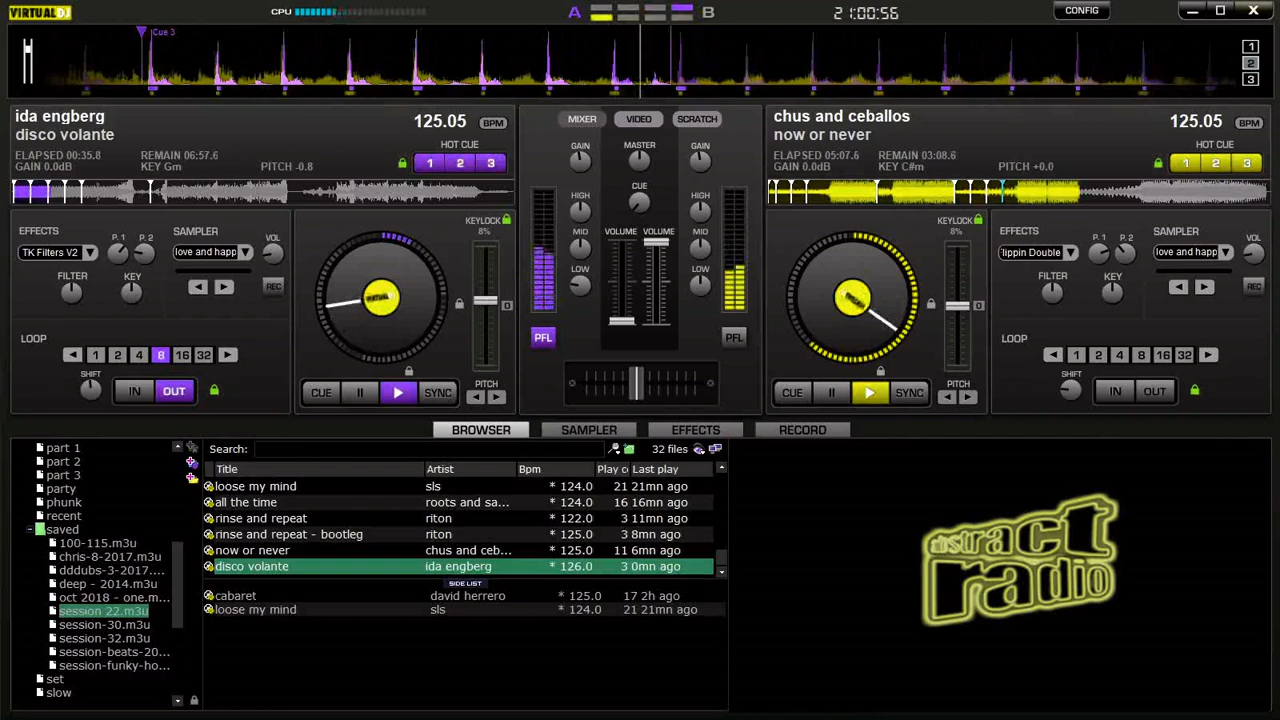 VIRTUALDJ
CPU
A B
21:00:56
CONFIG
Cue 3
1
2
3
ida engberg
disco volante
125.05 BPM
ELAPSED 00:35.8 REMAIN 06:57.6
GAIN 0.0dB KEY Gm PITCH -0.8
HOT CUE
1 2 3
MIXER VIDEO SCRATCH
GAIN MASTER GAIN
HIGH CUE HIGH
MID VOLUME VOLUME MID
LOW LOW
PFL PFL
chus and ceballos
now or never
125.05 BPM
ELAPSED 05:07.6 REMAIN 03:08.6
GAIN 0.0dB KEY C#m PITCH +0.0
HOT CUE
1 2 3
EFFECTS P. 1 P. 2 SAMPLER VOL
TK Filters V2 love and happ
FILTER KEY REC
LOOP
1 2 4 8 16 32
SHIFT IN OUT
KEYLOCK
8%
CUE SYNC PITCH
KEYLOCK
8%
CUE SYNC PITCH
EFFECTS P. 1 P. 2 SAMPLER VOL
lippin Double love and happ
FILTER KEY REC
LOOP
1 2 4 8 16 32
SHIFT IN OUT
BROWSER SAMPLER EFFECTS RECORD
part 1
part 2
part 3
party
phunk
recent
saved
100-115.m3u
chris-8-2017.m3u
dddubs-3-2017....
deep - 2014.m3u
oct 2018 - one.m...
session 22.m3u
session-30.m3u
session-32.m3u
session-beats-20...
session-funky-ho...
set
slow
Search: 32 files
Title Artist Bpm Play c Last play
loose my mind sls * 124.0 21 21mn ago
all the time roots and sa... * 124.0 16 16mn ago
rinse and repeat riton * 122.0 3 11mn ago
rinse and repeat - bootleg riton * 125.0 3 8mn ago
now or never chus and ceb... * 125.0 11 6mn ago
disco volante ida engberg * 126.0 3 0mn ago
SIDE LIST
cabaret david herrero * 125.0 17 2h ago
loose my mind sls * 124.0 21 21mn ago
abstract
radio